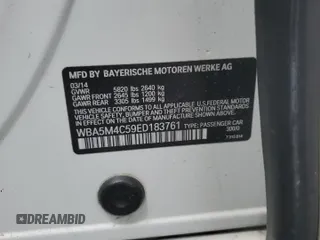 MFD BY BAYERISCHE MOTOREN WERKE AG
03/14
GVWR 5820 lbs 2640 kg
GAWR FRONT 2645 lbs 1200 kg
GAWR REAR 3305 lbs 1499 kg
THIS VEHICLE CONFORMS TO ALL APPLICABLE
FEDERAL MOTOR VEHICLE SAFETY, BUMPER
AND THEFT PREVENTION STANDARDS IN
EFFECT ON THE DATE OF MANUFACTURE
SHOWN ABOVE.
WBA5M4C59ED183761 TYPE: PASSENGER CAR
DREAMBID